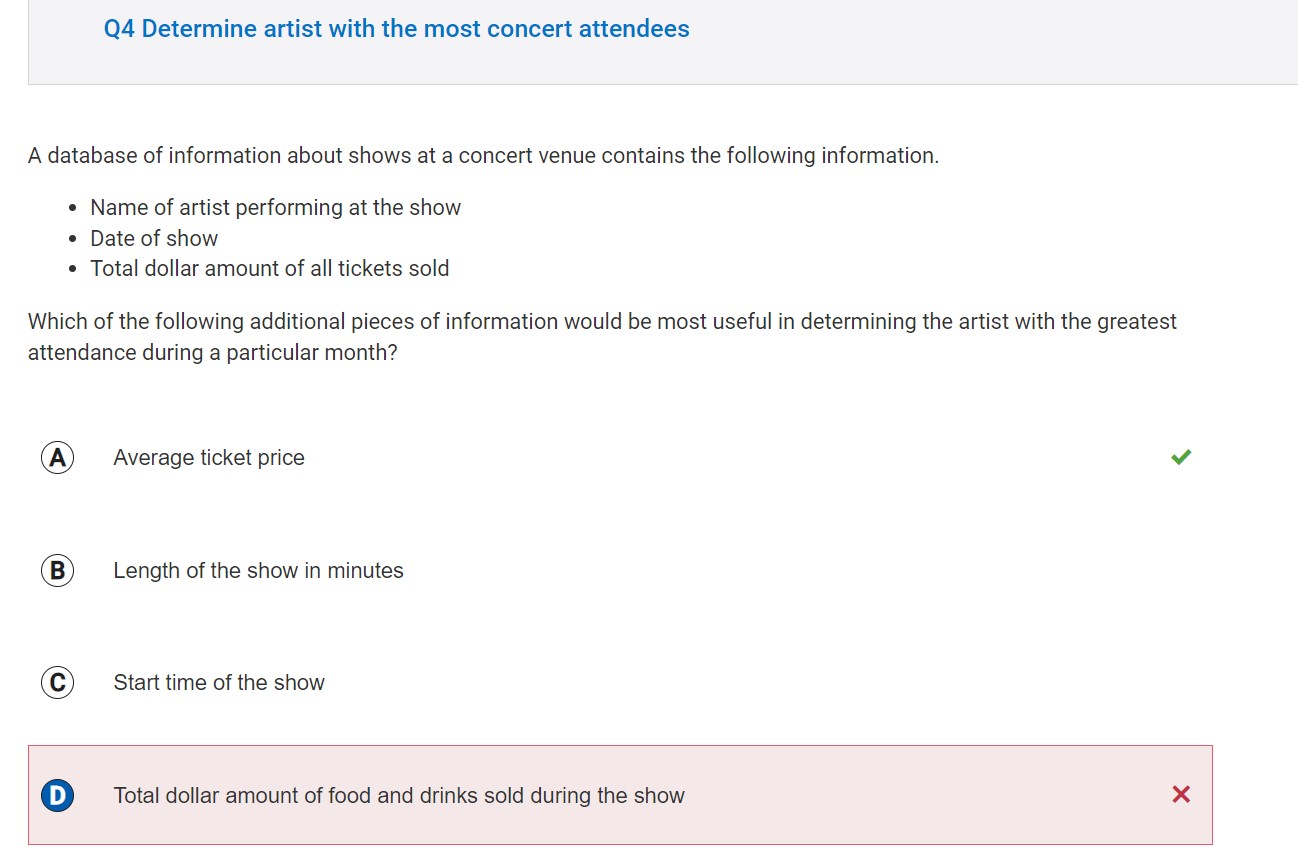 Q4 Determine artist with the most concert attendees
A database of information about shows at a concert venue contains the following information.
• Name of artist performing at the show
• Date of show
• Total dollar amount of all tickets sold
Which of the following additional pieces of information would be most useful in determining the artist with the greatest
attendance during a particular month?
A Average ticket price
B Length of the show in minutes
C Start time of the show
D Total dollar amount of food and drinks sold during the show